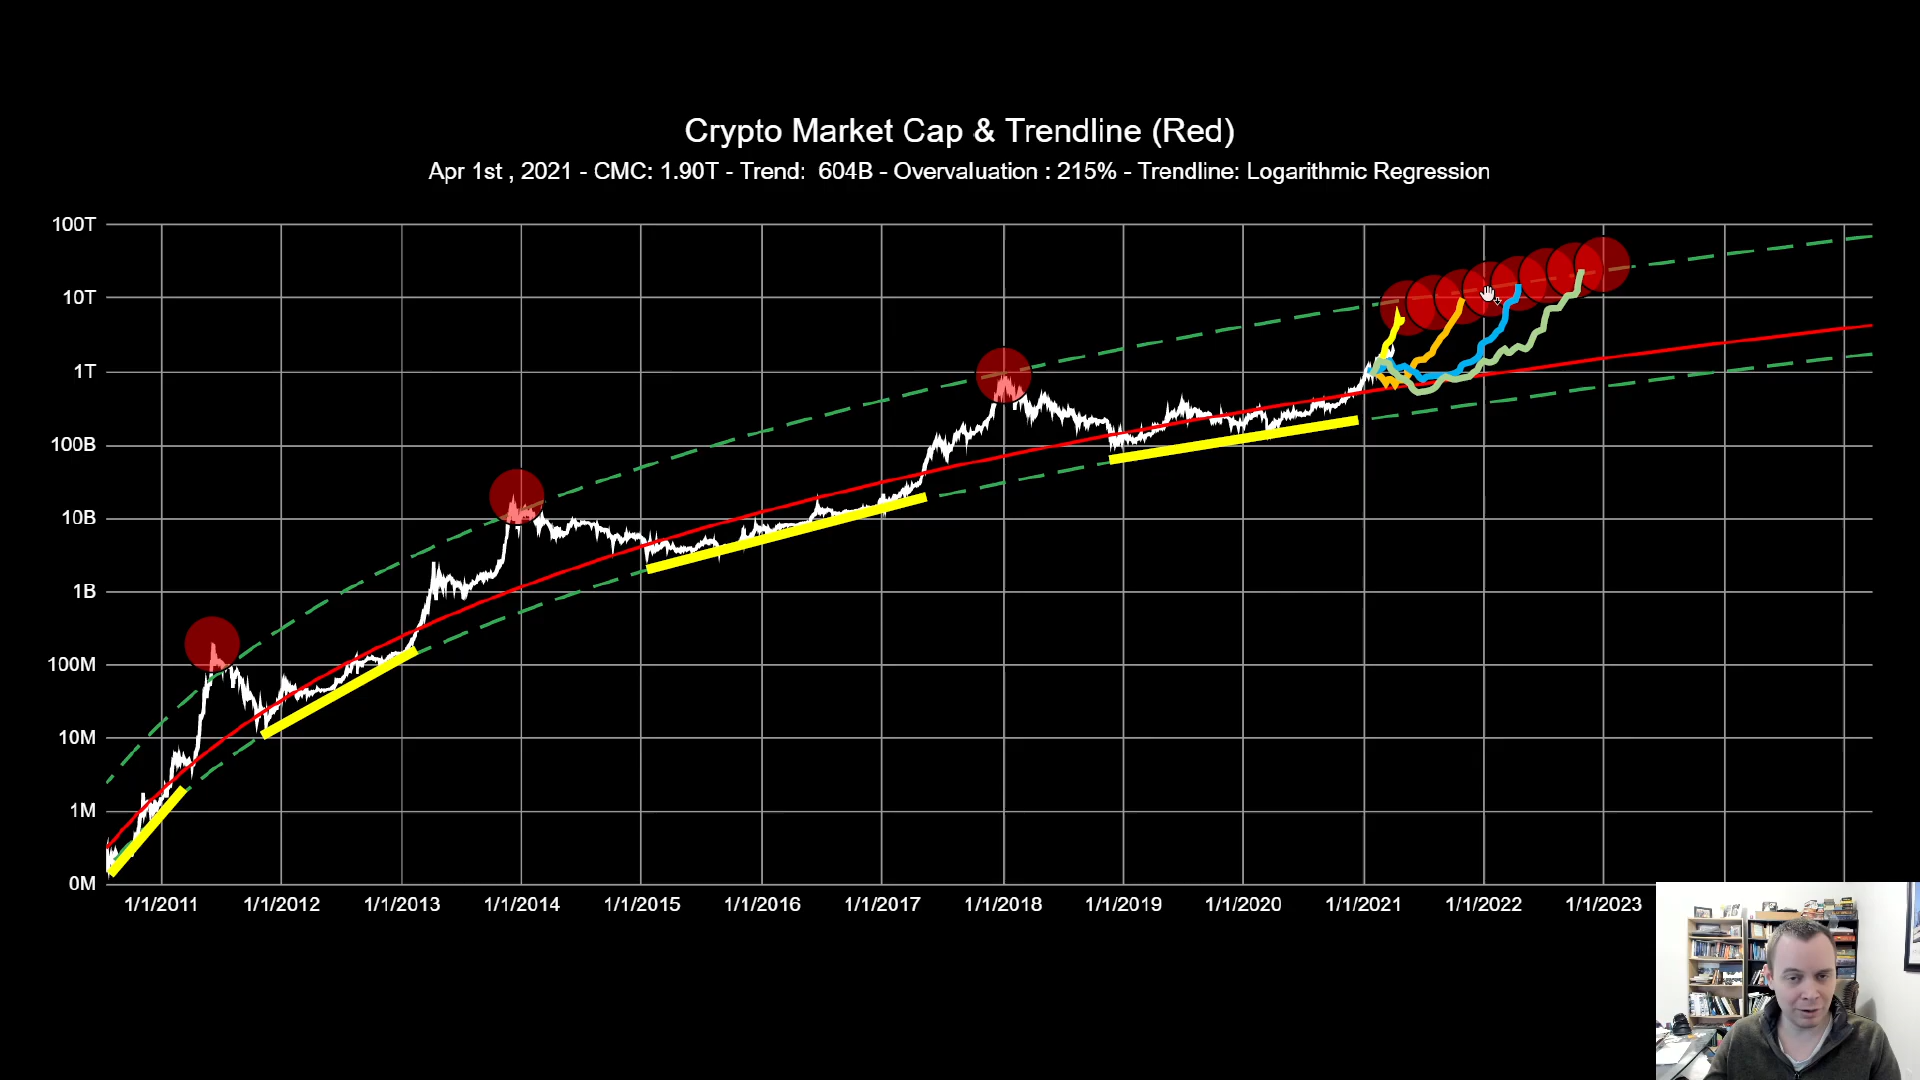 Crypto Market Cap & Trendline (Red)
Apr 1st , 2021 - CMC: 1.90T - Trend: 604B - Overvaluation : 215% - Trendline: Logarithmic Regression
100T
10T
1T
100B
10B
1B
100M
10M
1M
0M
1/1/2011 1/1/2012 1/1/2013 1/1/2014 1/1/2015 1/1/2016 1/1/2017 1/1/2018 1/1/2019 1/1/2020 1/1/2021 1/1/2022 1/1/2023